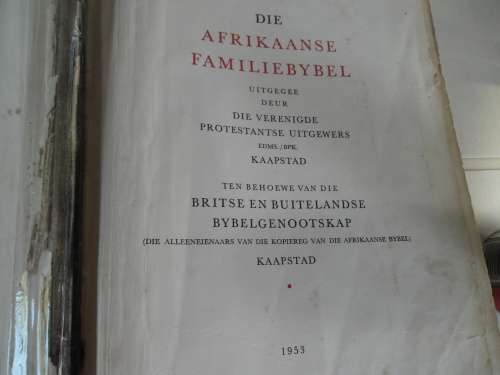 DIE
AFRIKAANSE
FAMILIEBYBEL
UITGEGEE
DEUR
DIE VERENIGDE
PROTESTANTSE UITGEWERS
EDMS./BPK.
KAAPSTAD
TEN BEHOEWE VAN DIE
BRITSE EN BUITELANDSE
BYBELGENOOTSKAP
(DIE ALLEENEIENAARS VAN DIE KOPIEREG VAN DIE AFRIKAANSE BYBEL)
KAAPSTAD
1953